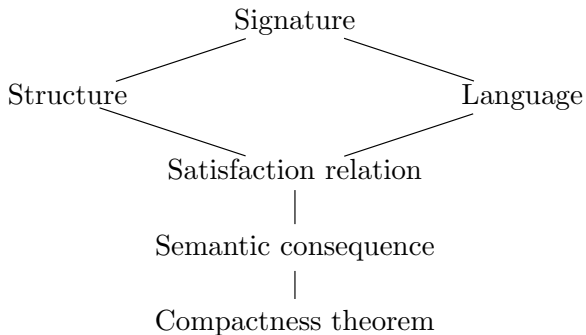 Signature
Structure
Language
Satisfaction relation
Semantic consequence
Compactness theorem